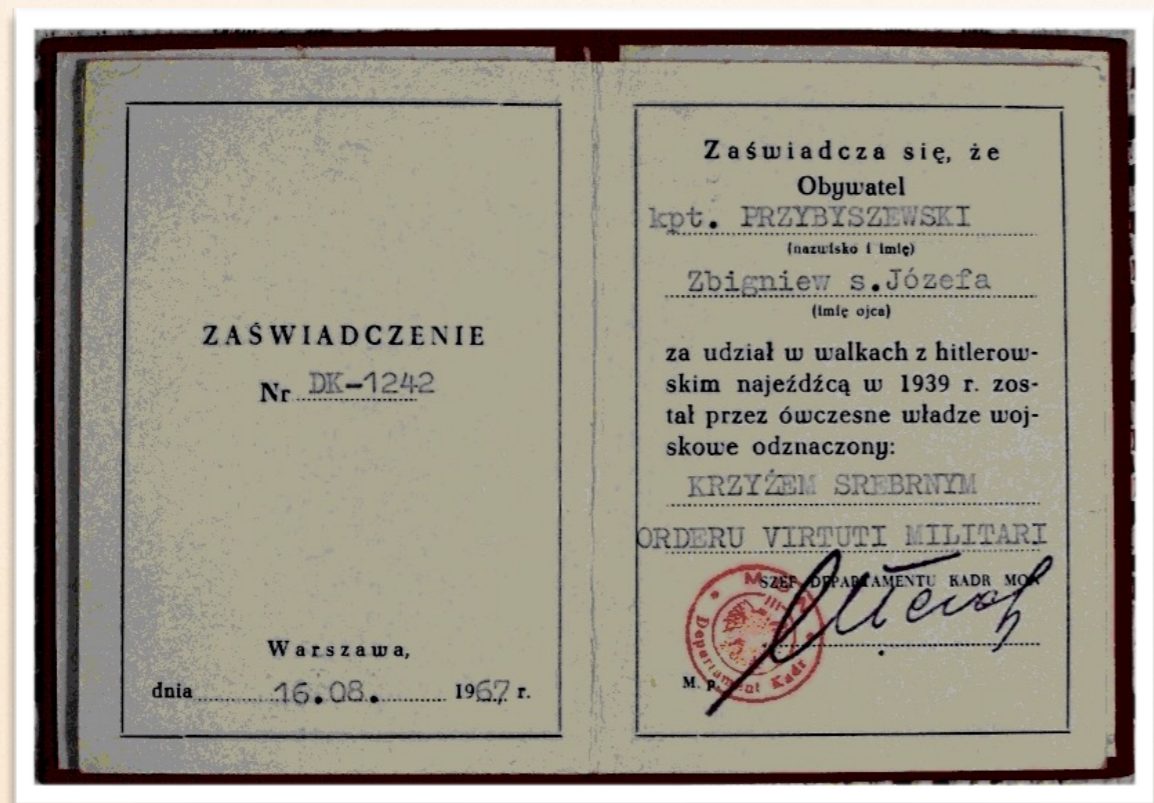 ZAŚWIADCZENIE
Nr DK-1242
Warszawa,
dnia 16.08. 1967 r.
Zaświadcza się, że
Obywatel
kpt. PRZYBYSZEWSKI
(nazwisko i imię)
Zbigniew s.Józefa
(imię ojca)
za udział w walkach z hitlerow-
skim najeźdźcą w 1939 r. zos-
tał przez ówczesne władze woj-
skowe odznaczony:
KRZYŻEM SREBRNYM
ORDERU VIRTUTI MILITARI
SZEF DEPARTAMENTU KADR MON
M. p.
Departament Kadr